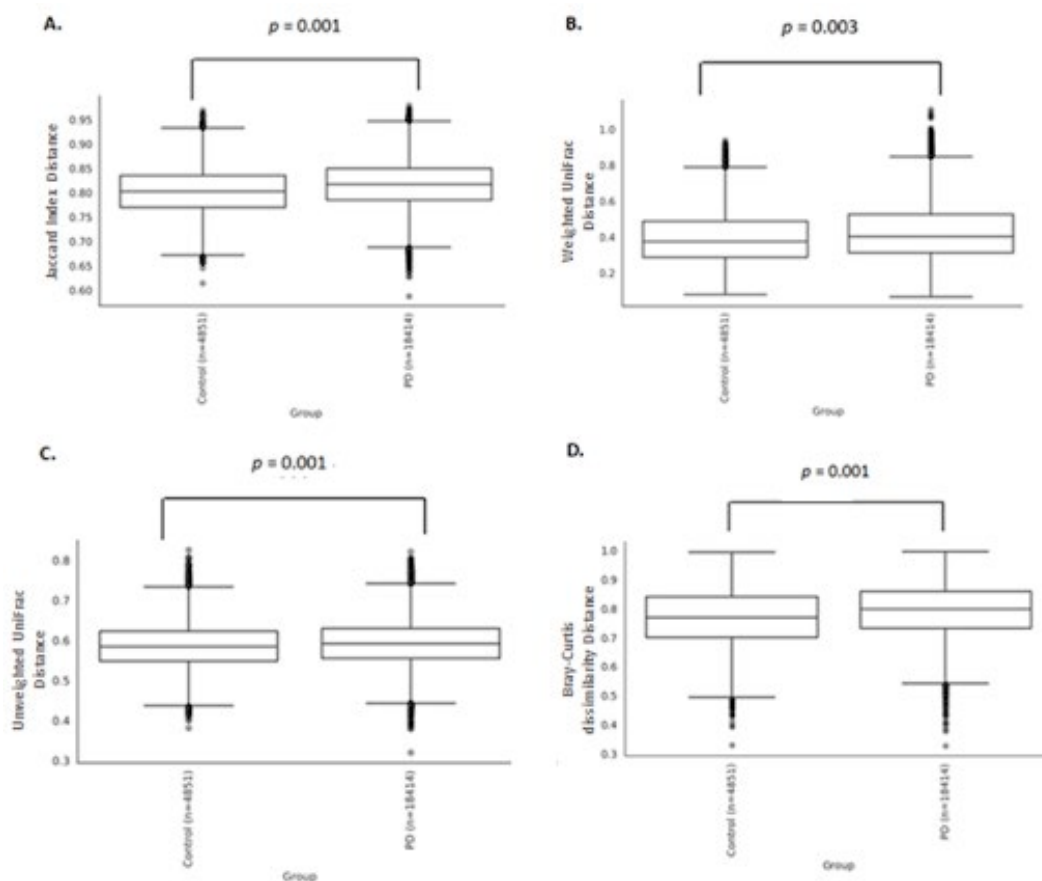 A.
p = 0.001
Jaccard Index Distance
0.95
0.90
0.85
0.80
0.75
0.70
0.65
0.60
Control (n=4851)
PD (n=18414)
Group
B.
p = 0.003
Weighted UniFrac
Distance
1.0
0.8
0.6
0.4
0.2
Control (n=4851)
PD (n=18414)
Group
C.
p = 0.001
Unweighted UniFrac
Distance
0.8
0.7
0.6
0.5
0.4
0.3
Control (n=4851)
PD (n=18414)
Group
D.
p = 0.001
Bray-Curtis
dissimilarity Distance
1.0
0.9
0.8
0.7
0.6
0.5
0.4
0.3
Control (n=4851)
PD (n=18414)
Group